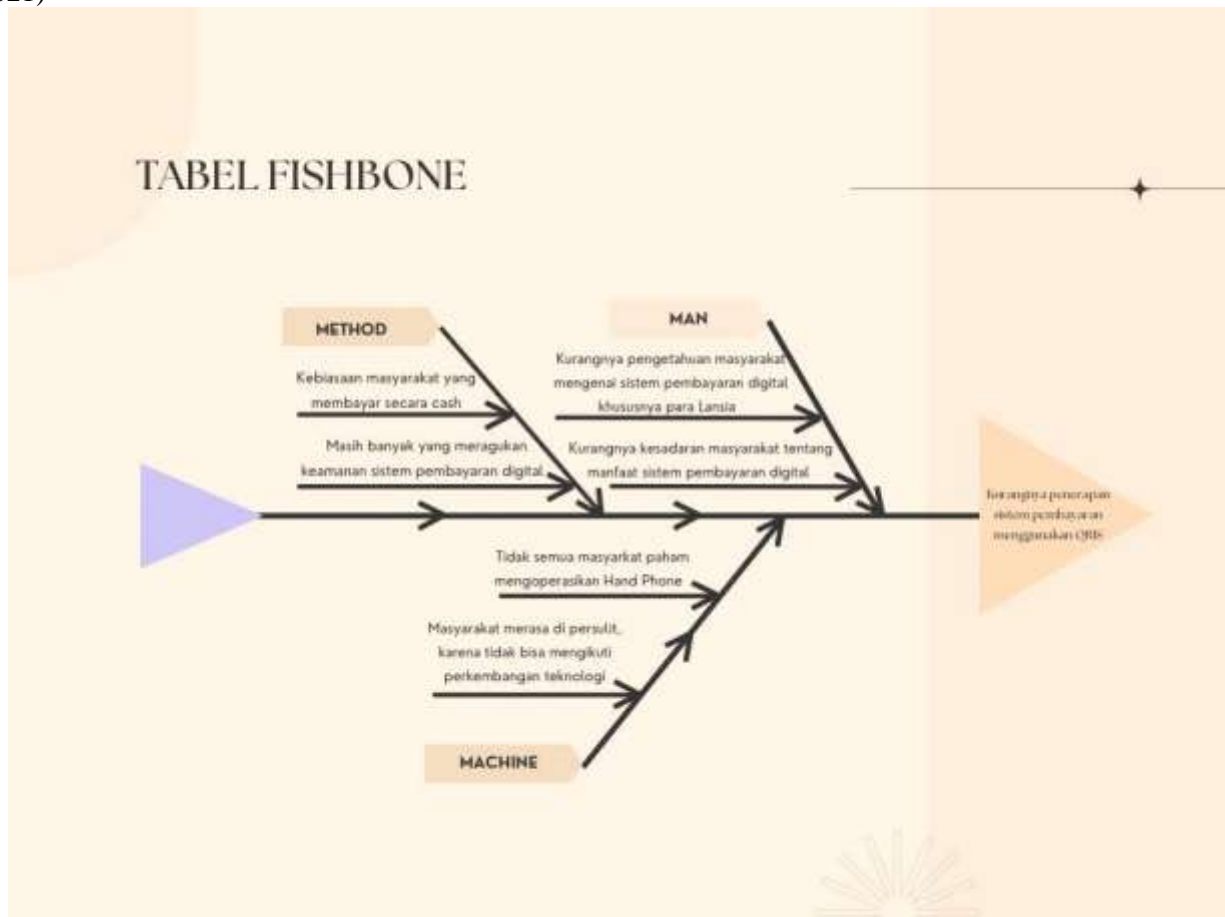 TABEL FISHBONE
METHOD
Kebiasaan masyarakat yang
membayar secara cash
Masih banyak yang meragukan
keamanan sistem pembayaran digital
MAN
Kurangnya pengetahuan masyarakat
mengenai sistem pembayaran digital
khususnya para Lansia
Kurangnya kesadaran masyarakat tentang
manfaat sistem pembayaran digital
Kurangnya penerapan
sistem pembayaran
menggunakan QRIS
Tidak semua masyarkat paham
mengoperasikan Hand Phone
Masyarakat merasa di persulit,
karena tidak bisa mengikuti
perkembangan teknologi
MACHINE